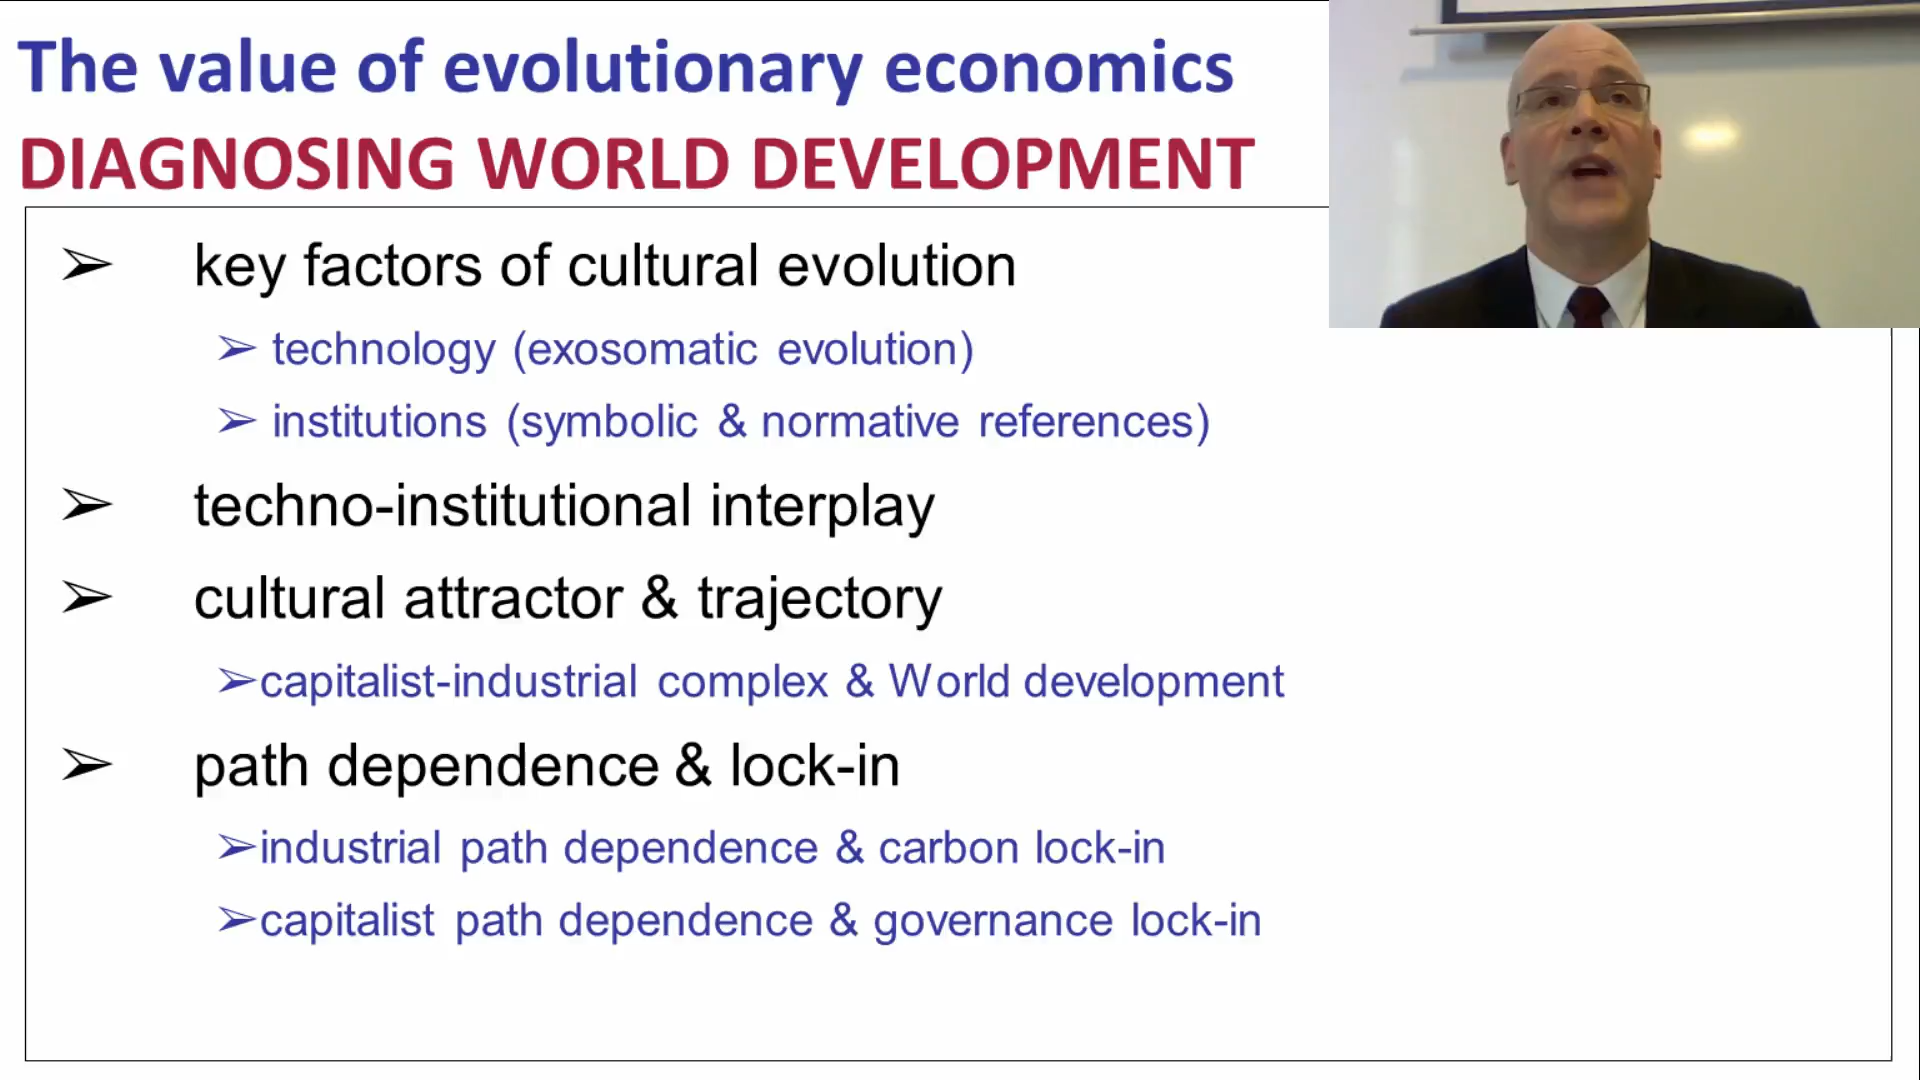 The value of evolutionary economics
DIAGNOSING WORLD DEVELOPMENT
➢ key factors of cultural evolution
➢ technology (exosomatic evolution)
➢ institutions (symbolic & normative references)
➢ techno-institutional interplay
➢ cultural attractor & trajectory
➢ capitalist-industrial complex & World development
➢ path dependence & lock-in
➢ industrial path dependence & carbon lock-in
➢ capitalist path dependence & governance lock-in